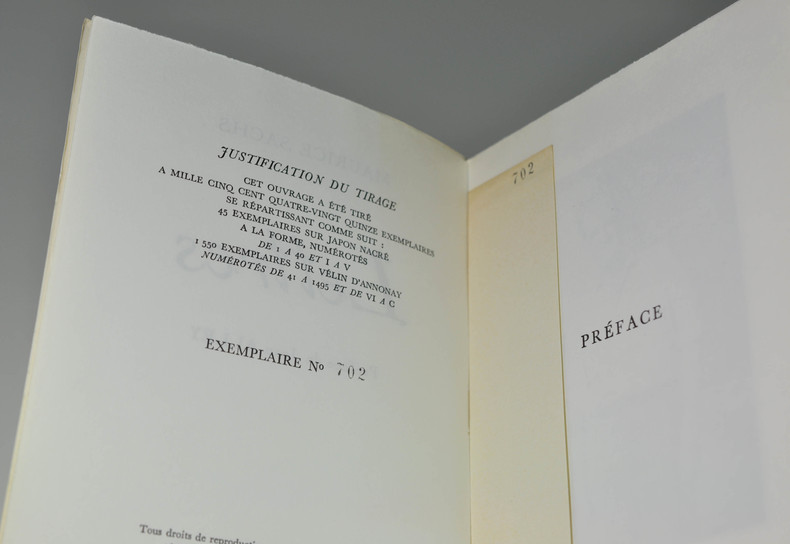 JUSTIFICATION DU TIRAGE
CET OUVRAGE A ÉTÉ TIRÉ
A MILLE CINQ CENT QUATRE-VINGT QUINZE EXEMPLAIRES
SE RÉPARTISSANT COMME SUIT :
45 EXEMPLAIRES SUR JAPON NACRÉ
A LA FORME, NUMÉROTÉS
DE 1 A 40 ET I A V
1 550 EXEMPLAIRES SUR VÉLIN D'ANNONAY
NUMÉROTÉS DE 41 A 1495 ET DE VI A C
EXEMPLAIRE No 702
Tous droits de reproducti
702
PRÉFACE